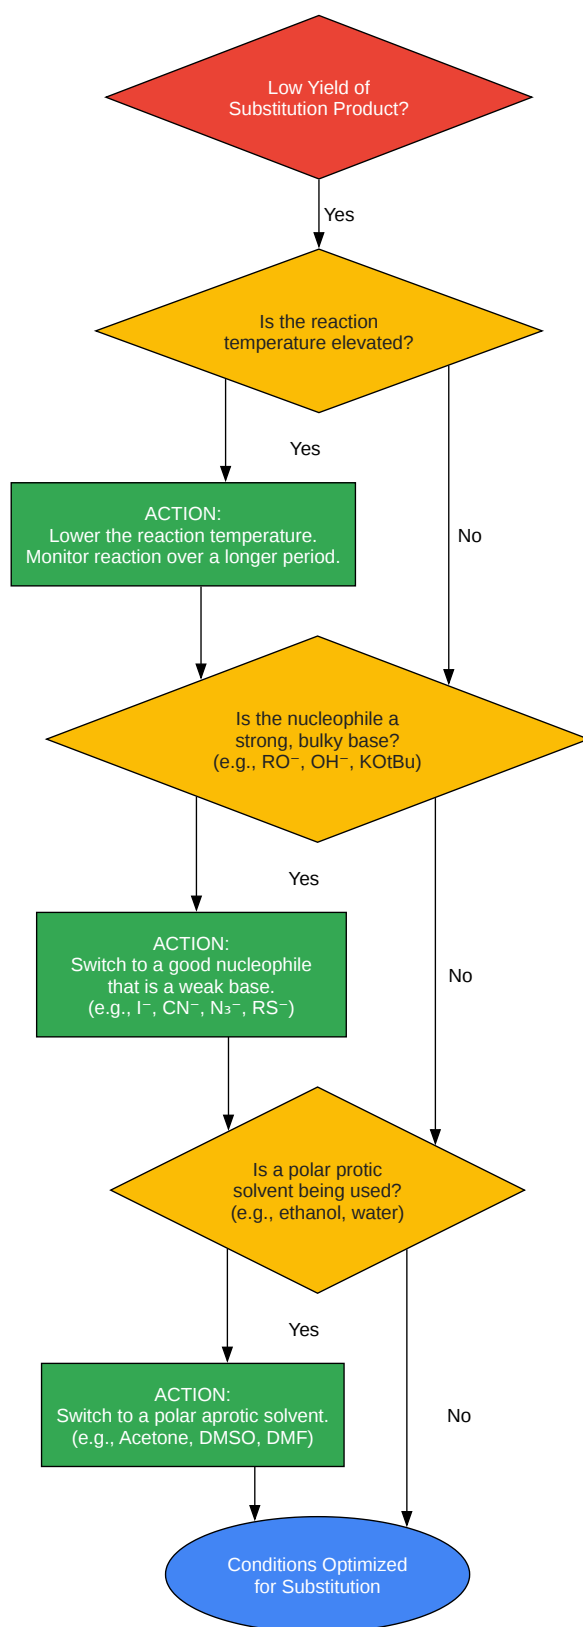 Low Yield of
Substitution Product?
Yes
Is the reaction
temperature elevated?
Yes
ACTION:
Lower the reaction temperature.
Monitor reaction over a longer period.
No
Is the nucleophile a
strong, bulky base?
(e.g., RO⁻, OH⁻, KOtBu)
Yes
ACTION:
Switch to a good nucleophile
that is a weak base.
(e.g., I⁻, CN⁻, N₃⁻, RS⁻)
No
Is a polar protic
solvent being used?
(e.g., ethanol, water)
Yes
ACTION:
Switch to a polar aprotic solvent.
(e.g., Acetone, DMSO, DMF)
No
Conditions Optimized
for Substitution